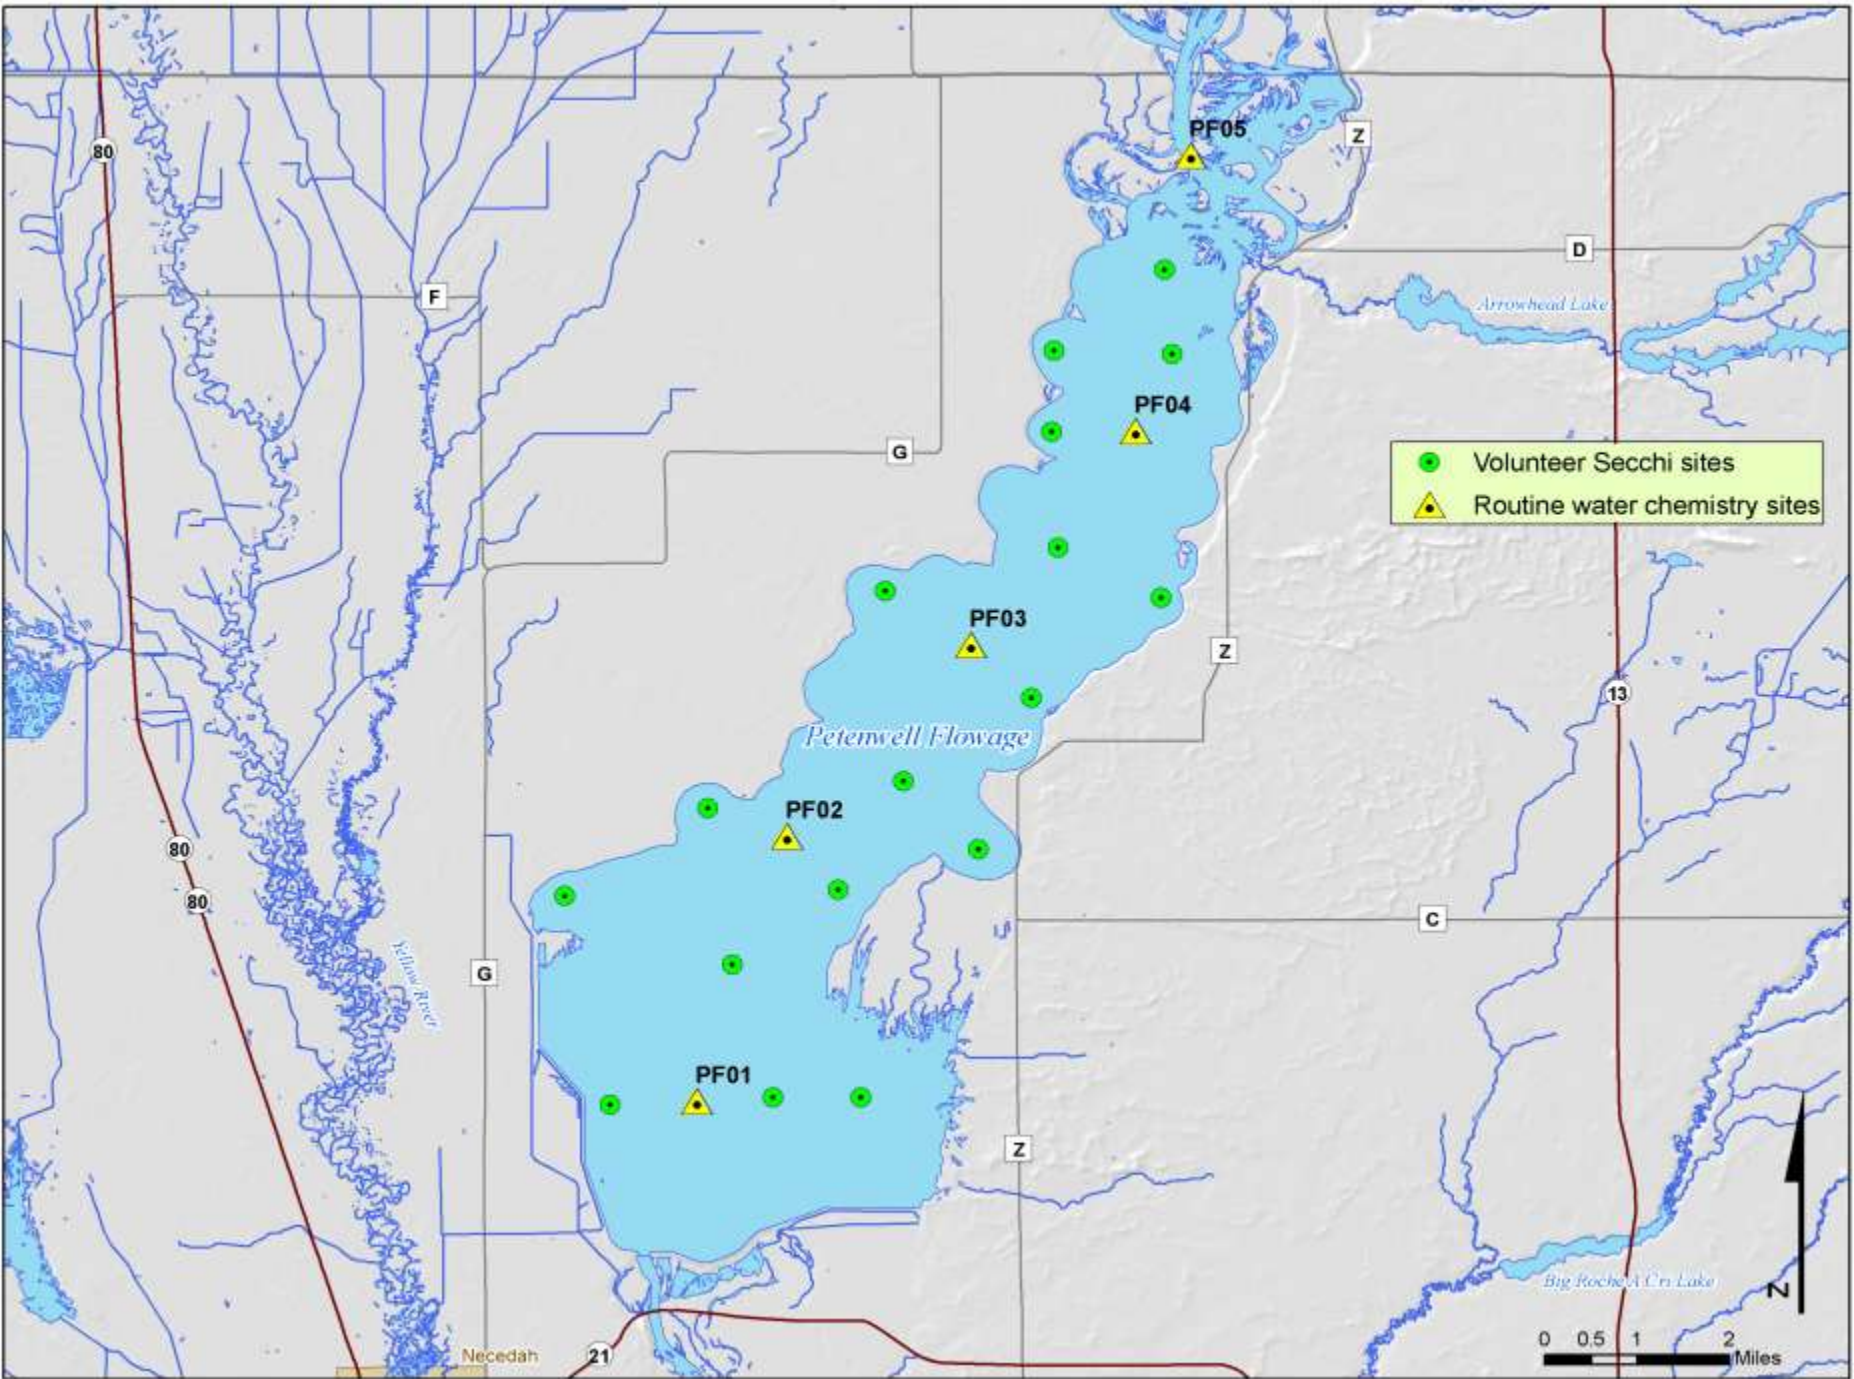 PF05
Z
80
D
Arrowhead Lake
F
PF04
G
Volunteer Secchi sites
Routine water chemistry sites
PF03
Z
13
Petenwell Flowage
PF02
80
80
C
Yellow River
G
PF01
Z
Big Roche A Cri Lake
N
0 0.5 1 2
Miles
Necedah
21